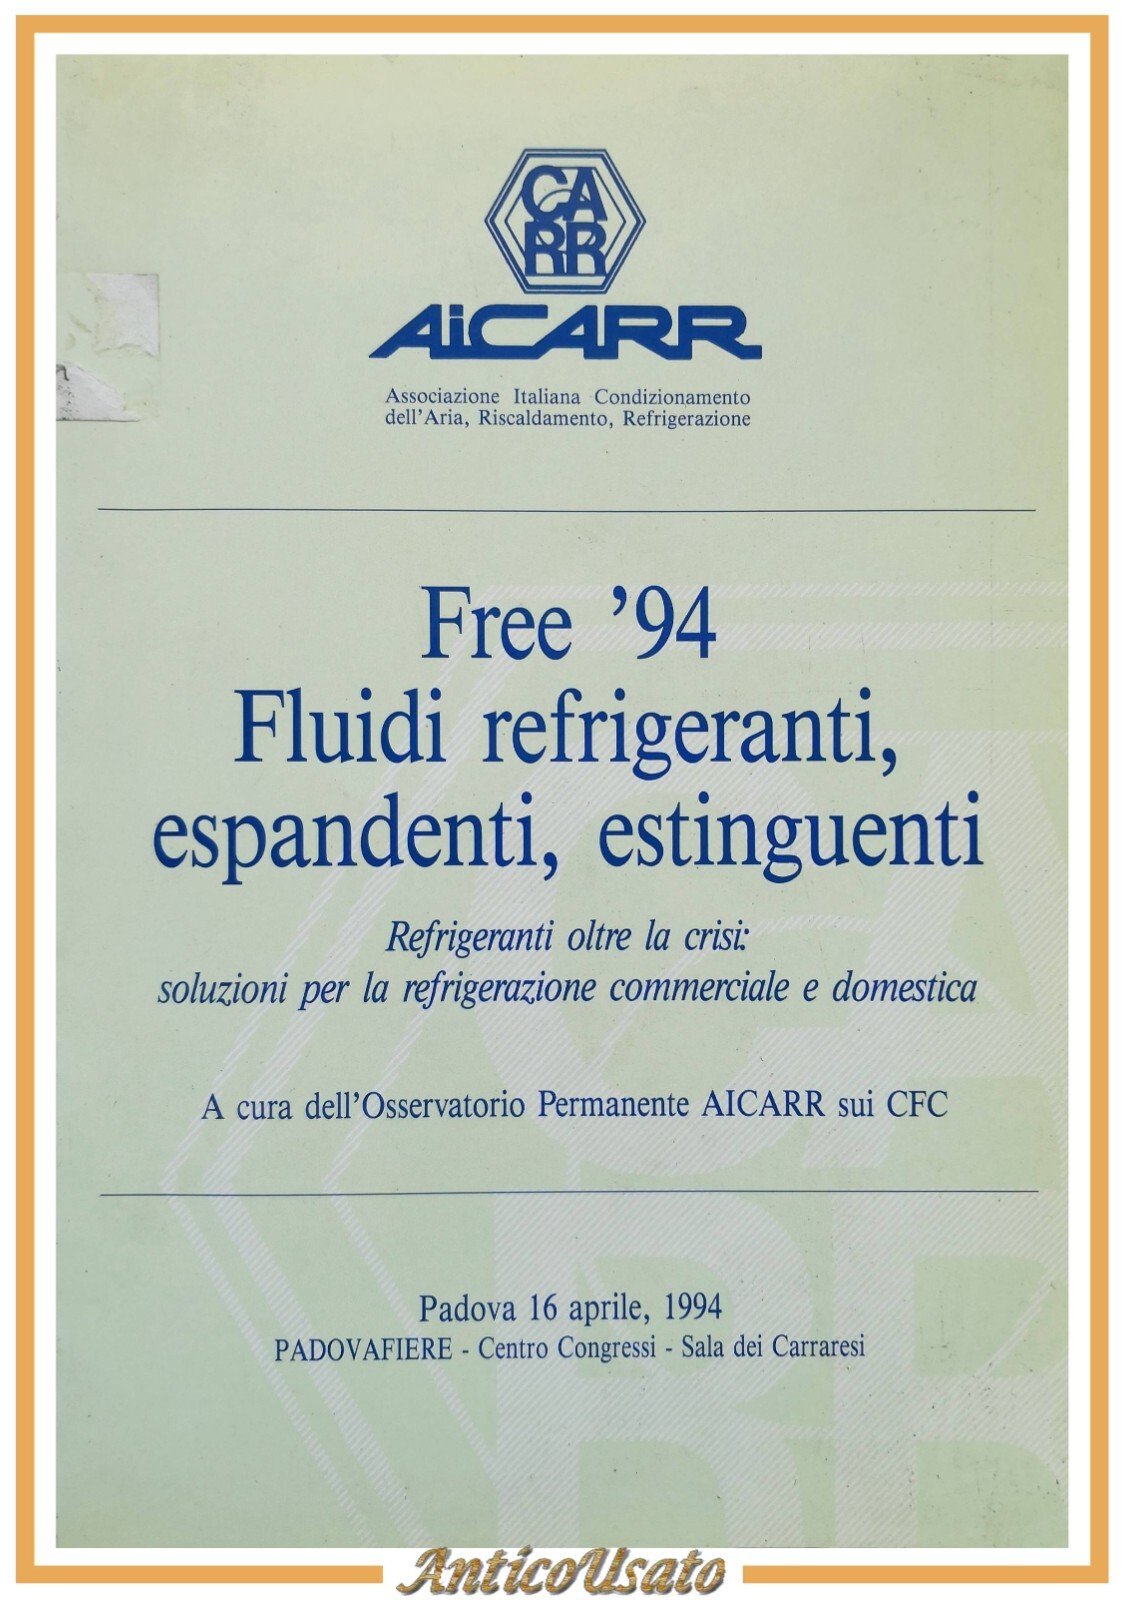 CA
RR
AiCARR
Associazione Italiana Condizionamento
dell'Aria, Riscaldamento, Refrigerazione
Free ’94
Fluidi refrigeranti,
espandenti, estinguenti
Refrigeranti oltre la crisi:
soluzioni per la refrigerazione commerciale e domestica
A cura dell’Osservatorio Permanente AICARR sui CFC
Padova 16 aprile, 1994
PADOVAFIERE - Centro Congressi - Sala dei Carraresi
AnticoUsato